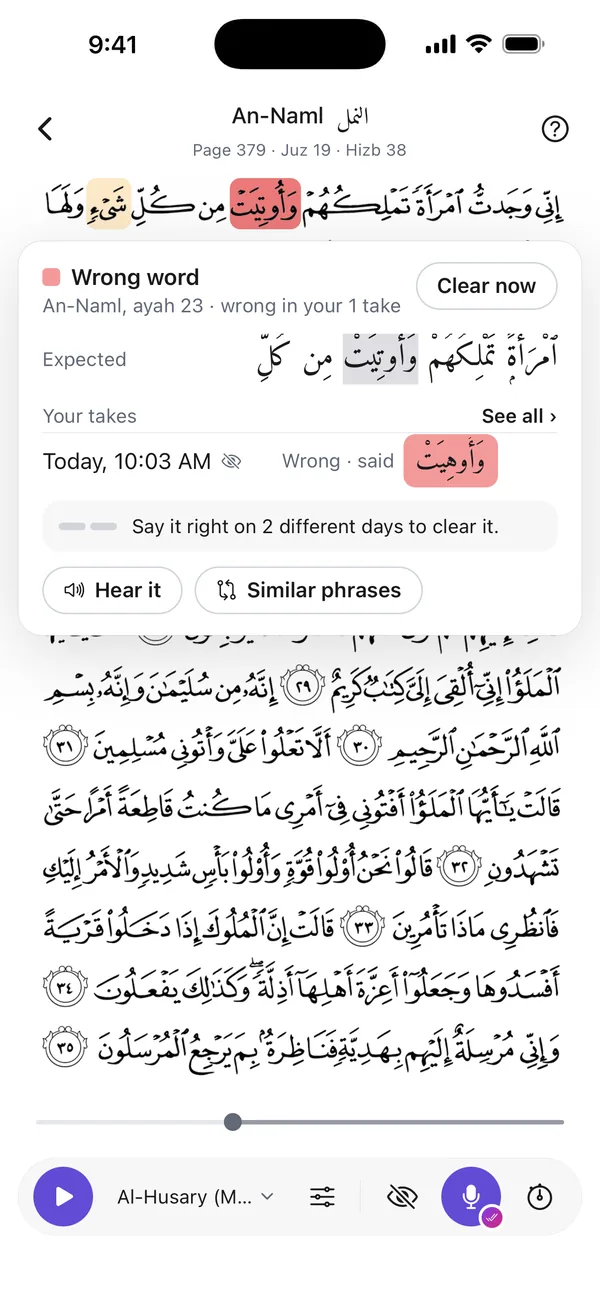 9:41
An-Naml النمل
Page 379 · Juz 19 · Hizb 38
إِنِّي وَجَدتُّ ٱمْرَأَةً تَمْلِكُهُمْ وَأُوتِيَتْ مِن كُلِّ شَىْءٍ وَلَهَا
Wrong word
Clear now
An-Naml, ayah 23 · wrong in your 1 take
Expected
ٱمْرَأَةً تَمْلِكُهُمْ وَأُوتِيَتْ مِن كُلِّ
Your takes
See all ›
Today, 10:03 AM
Wrong · said وَأُوهِيَتْ
Say it right on 2 different days to clear it.
Hear it
Similar phrases
ٱلْمَلَؤُا۟ إِنِّىٓ أُلْقِىَ إِلَىَّ كِتَٰبٌ كَرِيمٌ ٢٩ إِنَّهُۥ مِن سُلَيْمَٰنَ وَإِنَّهُۥ بِسْمِ
ٱللَّهِ ٱلرَّحْمَٰنِ ٱلرَّحِيمِ ٣٠ أَلَّا تَعْلُوا۟ عَلَىَّ وَأْتُونِى مُسْلِمِينَ ٣١
قَالَتْ يَٰٓأَيُّهَا ٱلْمَلَؤُا۟ أَفْتُونِى فِىٓ أَمْرِى مَا كُنتُ قَاطِعَةً أَمْرًا حَتَّىٰ
تَشْهَدُونِ ٣٢ قَالُوا۟ نَحْنُ أُو۟لُوا۟ قُوَّةٍ وَأُو۟لُوا۟ بَأْسٍ شَدِيدٍ وَٱلْأَمْرُ إِلَيْكِ
فَٱنظُرِى مَاذَا تَأْمُرِينَ ٣٣ قَالَتْ إِنَّ ٱلْمُلُوكَ إِذَا دَخَلُوا۟ قَرْيَةً
أَفْسَدُوهَا وَجَعَلُوٓا۟ أَعِزَّةَ أَهْلِهَآ أَذِلَّةً ۖ وَكَذَٰلِكَ يَفْعَلُونَ ٣٤
وَإِنِّى مُرْسِلَةٌ إِلَيْهِم بِهَدِيَّةٍ فَنَاظِرَةٌۢ بِمَ يَرْجِعُ ٱلْمُرْسَلُونَ ٣٥
Al-Husary (M...